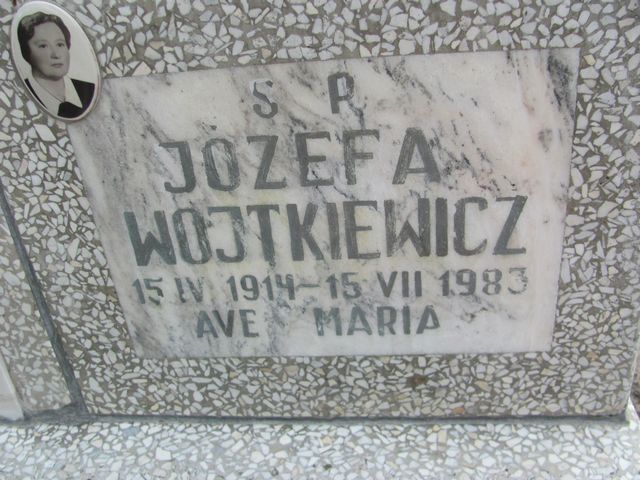 S P
JÓZEFA
WOJTKIEWICZ
15 IV 1914-15 VII 1983
AVE MARIA